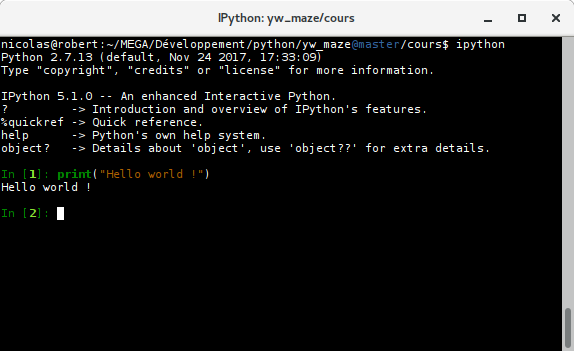 IPython: yw_maze/cours
nicolas@robert:~/MEGA/Développement/python/yw_maze@master/cours$ ipython
Python 2.7.13 (default, Nov 24 2017, 17:33:09)
Type "copyright", "credits" or "license" for more information.
IPython 5.1.0 -- An enhanced Interactive Python.
?         -> Introduction and overview of IPython's features.
%quickref -> Quick reference.
help      -> Python's own help system.
object?   -> Details about 'object', use 'object??' for extra details.
In [1]: print("Hello world !")
Hello world !
In [2]: